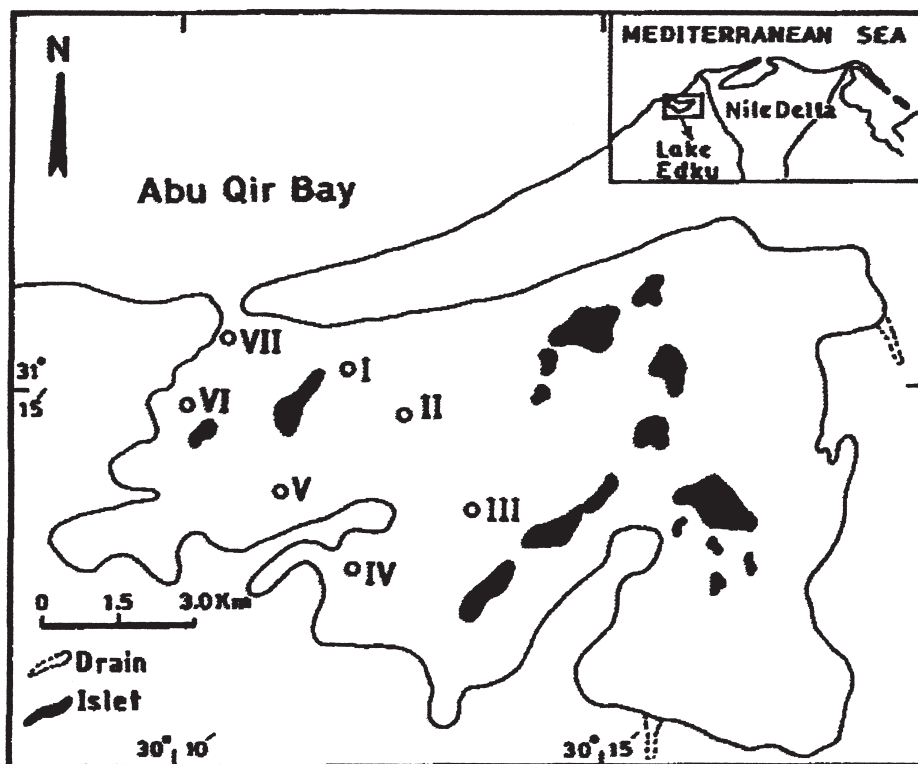 N
MEDITERRANEAN SEA
Nile Delta
Lake
Edku
Abu Qir Bay
VII
I
31°
15′
VI
II
V
III
IV
0 1.5 3.0Km
Drain
Islet
30° 10′
30° 15′